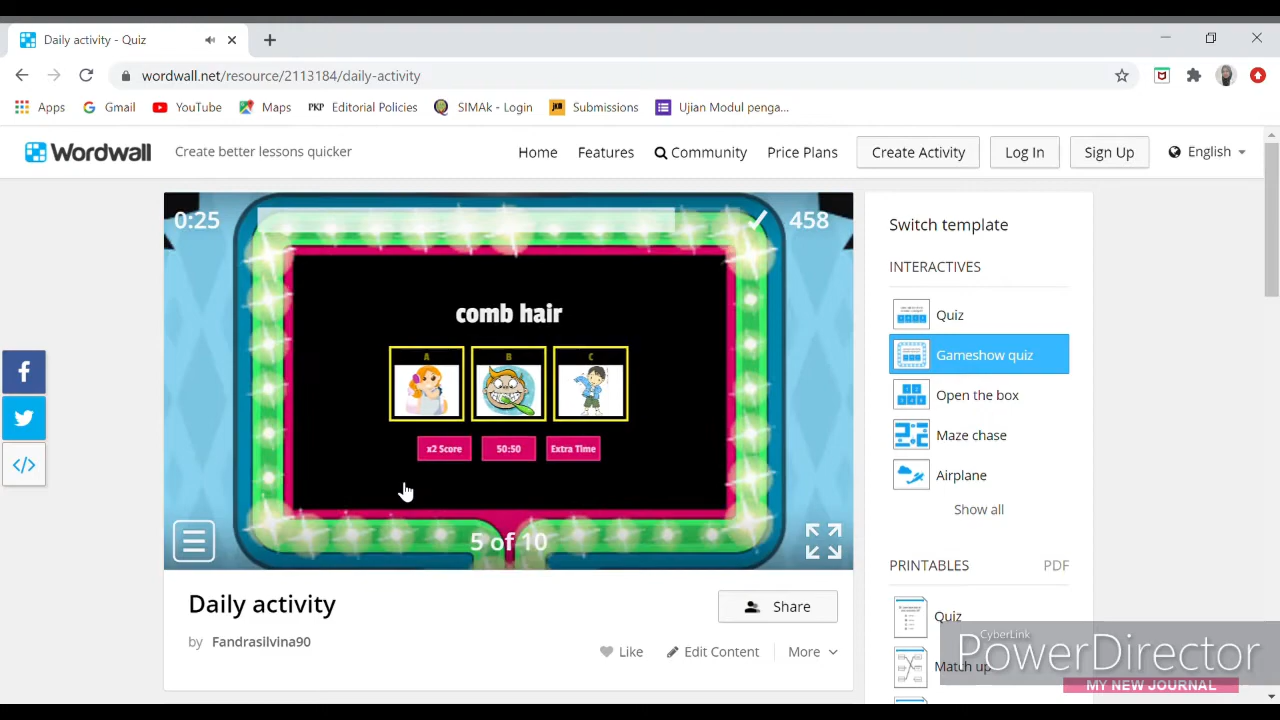 Daily activity - Quiz
wordwall.net/resource/2113184/daily-activity
Apps
Gmail
YouTube
Maps
PKP Editorial Policies
SIMAk - Login
Submissions
Ujian Modul penga...
Wordwall
Create better lessons quicker
Home
Features
Community
Price Plans
Create Activity
Log In
Sign Up
English
0:25
458
comb hair
A
B
C
x2 Score
50:50
Extra Time
5 of 10
Daily activity
by Fandrasilvina90
Share
Like
Edit Content
More
Switch template
INTERACTIVES
Quiz
Gameshow quiz
Open the box
Maze chase
Airplane
Show all
PRINTABLES
PDF
Quiz
Match up
CyberLink
PowerDirector
MY NEW JOURNAL